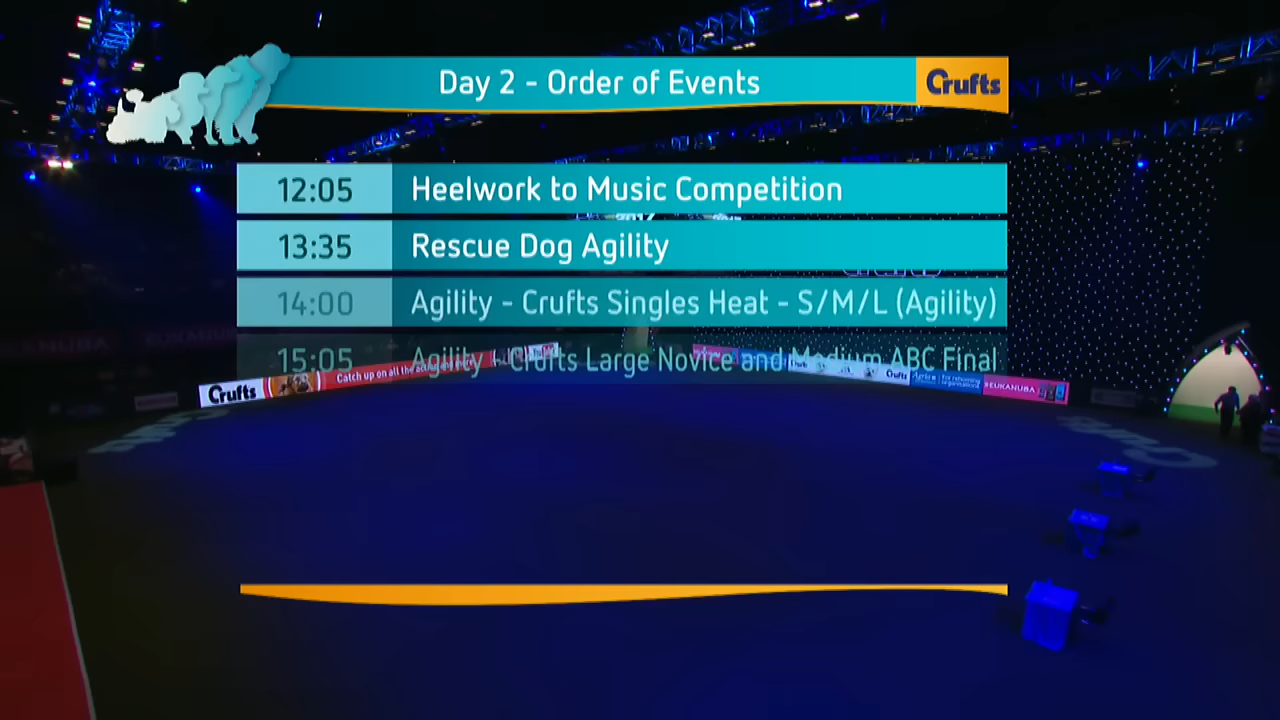 Day 2 - Order of Events
Crufts
12:05 Heelwork to Music Competition
13:35 Rescue Dog Agility
14:00 Agility - Crufts Singles Heat - S/M/L (Agility)
15:05 Agility - Crufts Large Novice and Medium ABC Final
Crufts
Catch up on all the
Crufts
EUKANUBA